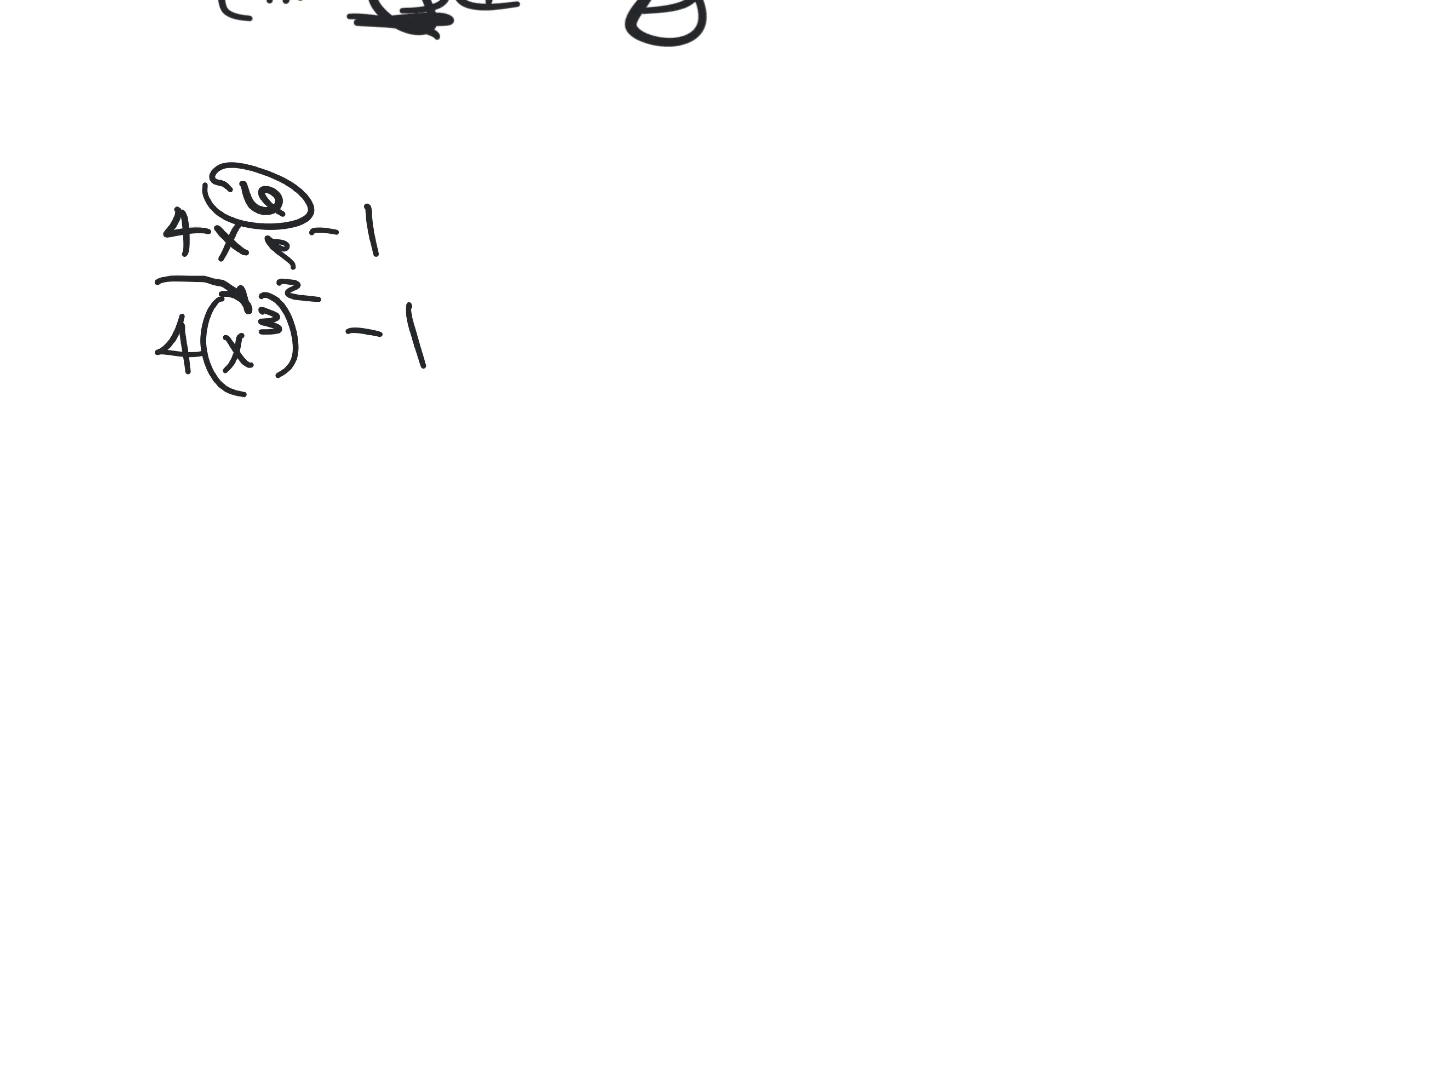 4x⁶ - 1
4(x³)² - 1